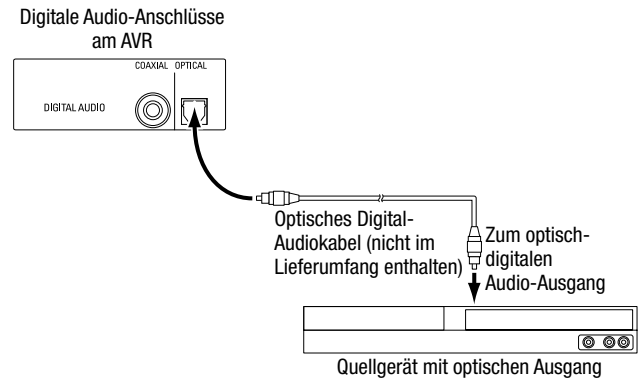 Digitale Audio-Anschlüsse
am AVR
COAXIAL OPTICAL
DIGITAL AUDIO
Optisches Digital-
Audiokabel (nicht im
Lieferumfang enthalten)
Zum optisch-
digitalen
Audio-Ausgang
Quellgerät mit optischen Ausgang